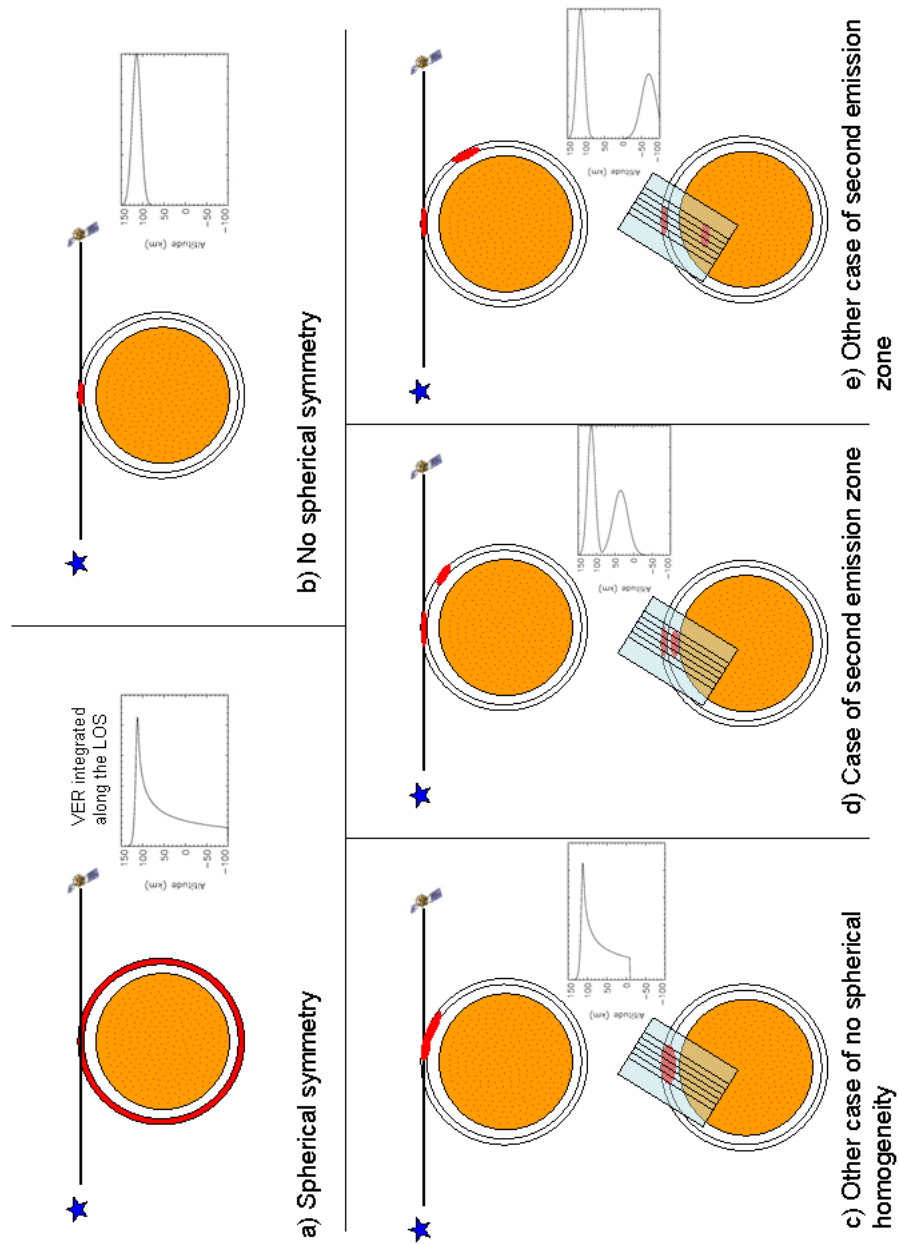 VER integrated
along the LOS
150
100
50
0
-50
-100
Altitude (km)
a) Spherical symmetry
150
100
50
0
-50
-100
Altitude (km)
b) No spherical symmetry
150
100
50
0
-50
-100
Altitude (km)
c) Other case of no spherical
homogeneity
150
100
50
0
-50
-100
Altitude (km)
d) Case of second emission zone
150
100
50
0
-50
-100
Altitude (km)
e) Other case of second emission
zone